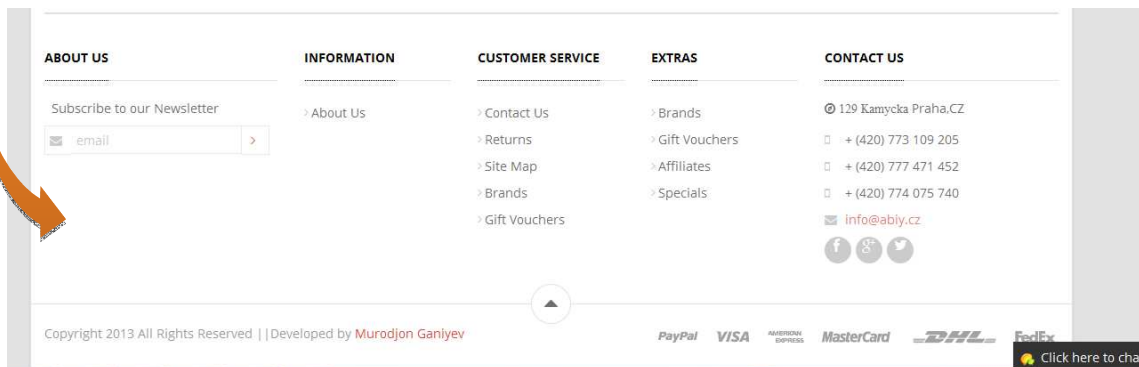 ABOUT US
Subscribe to our Newsletter
email
INFORMATION
About Us
CUSTOMER SERVICE
Contact Us
Returns
Site Map
Brands
Gift Vouchers
EXTRAS
Brands
Gift Vouchers
Affiliates
Specials
CONTACT US
129 Kamycka Praha,CZ
+ (420) 773 109 205
+ (420) 777 471 452
+ (420) 774 075 740
info@abiy.cz
Copyright 2013 All Rights Reserved ||Developed by Murodjon Ganiyev
PayPal VISA AMERICAN EXPRESS MasterCard DHL FedEx
Click here to cha